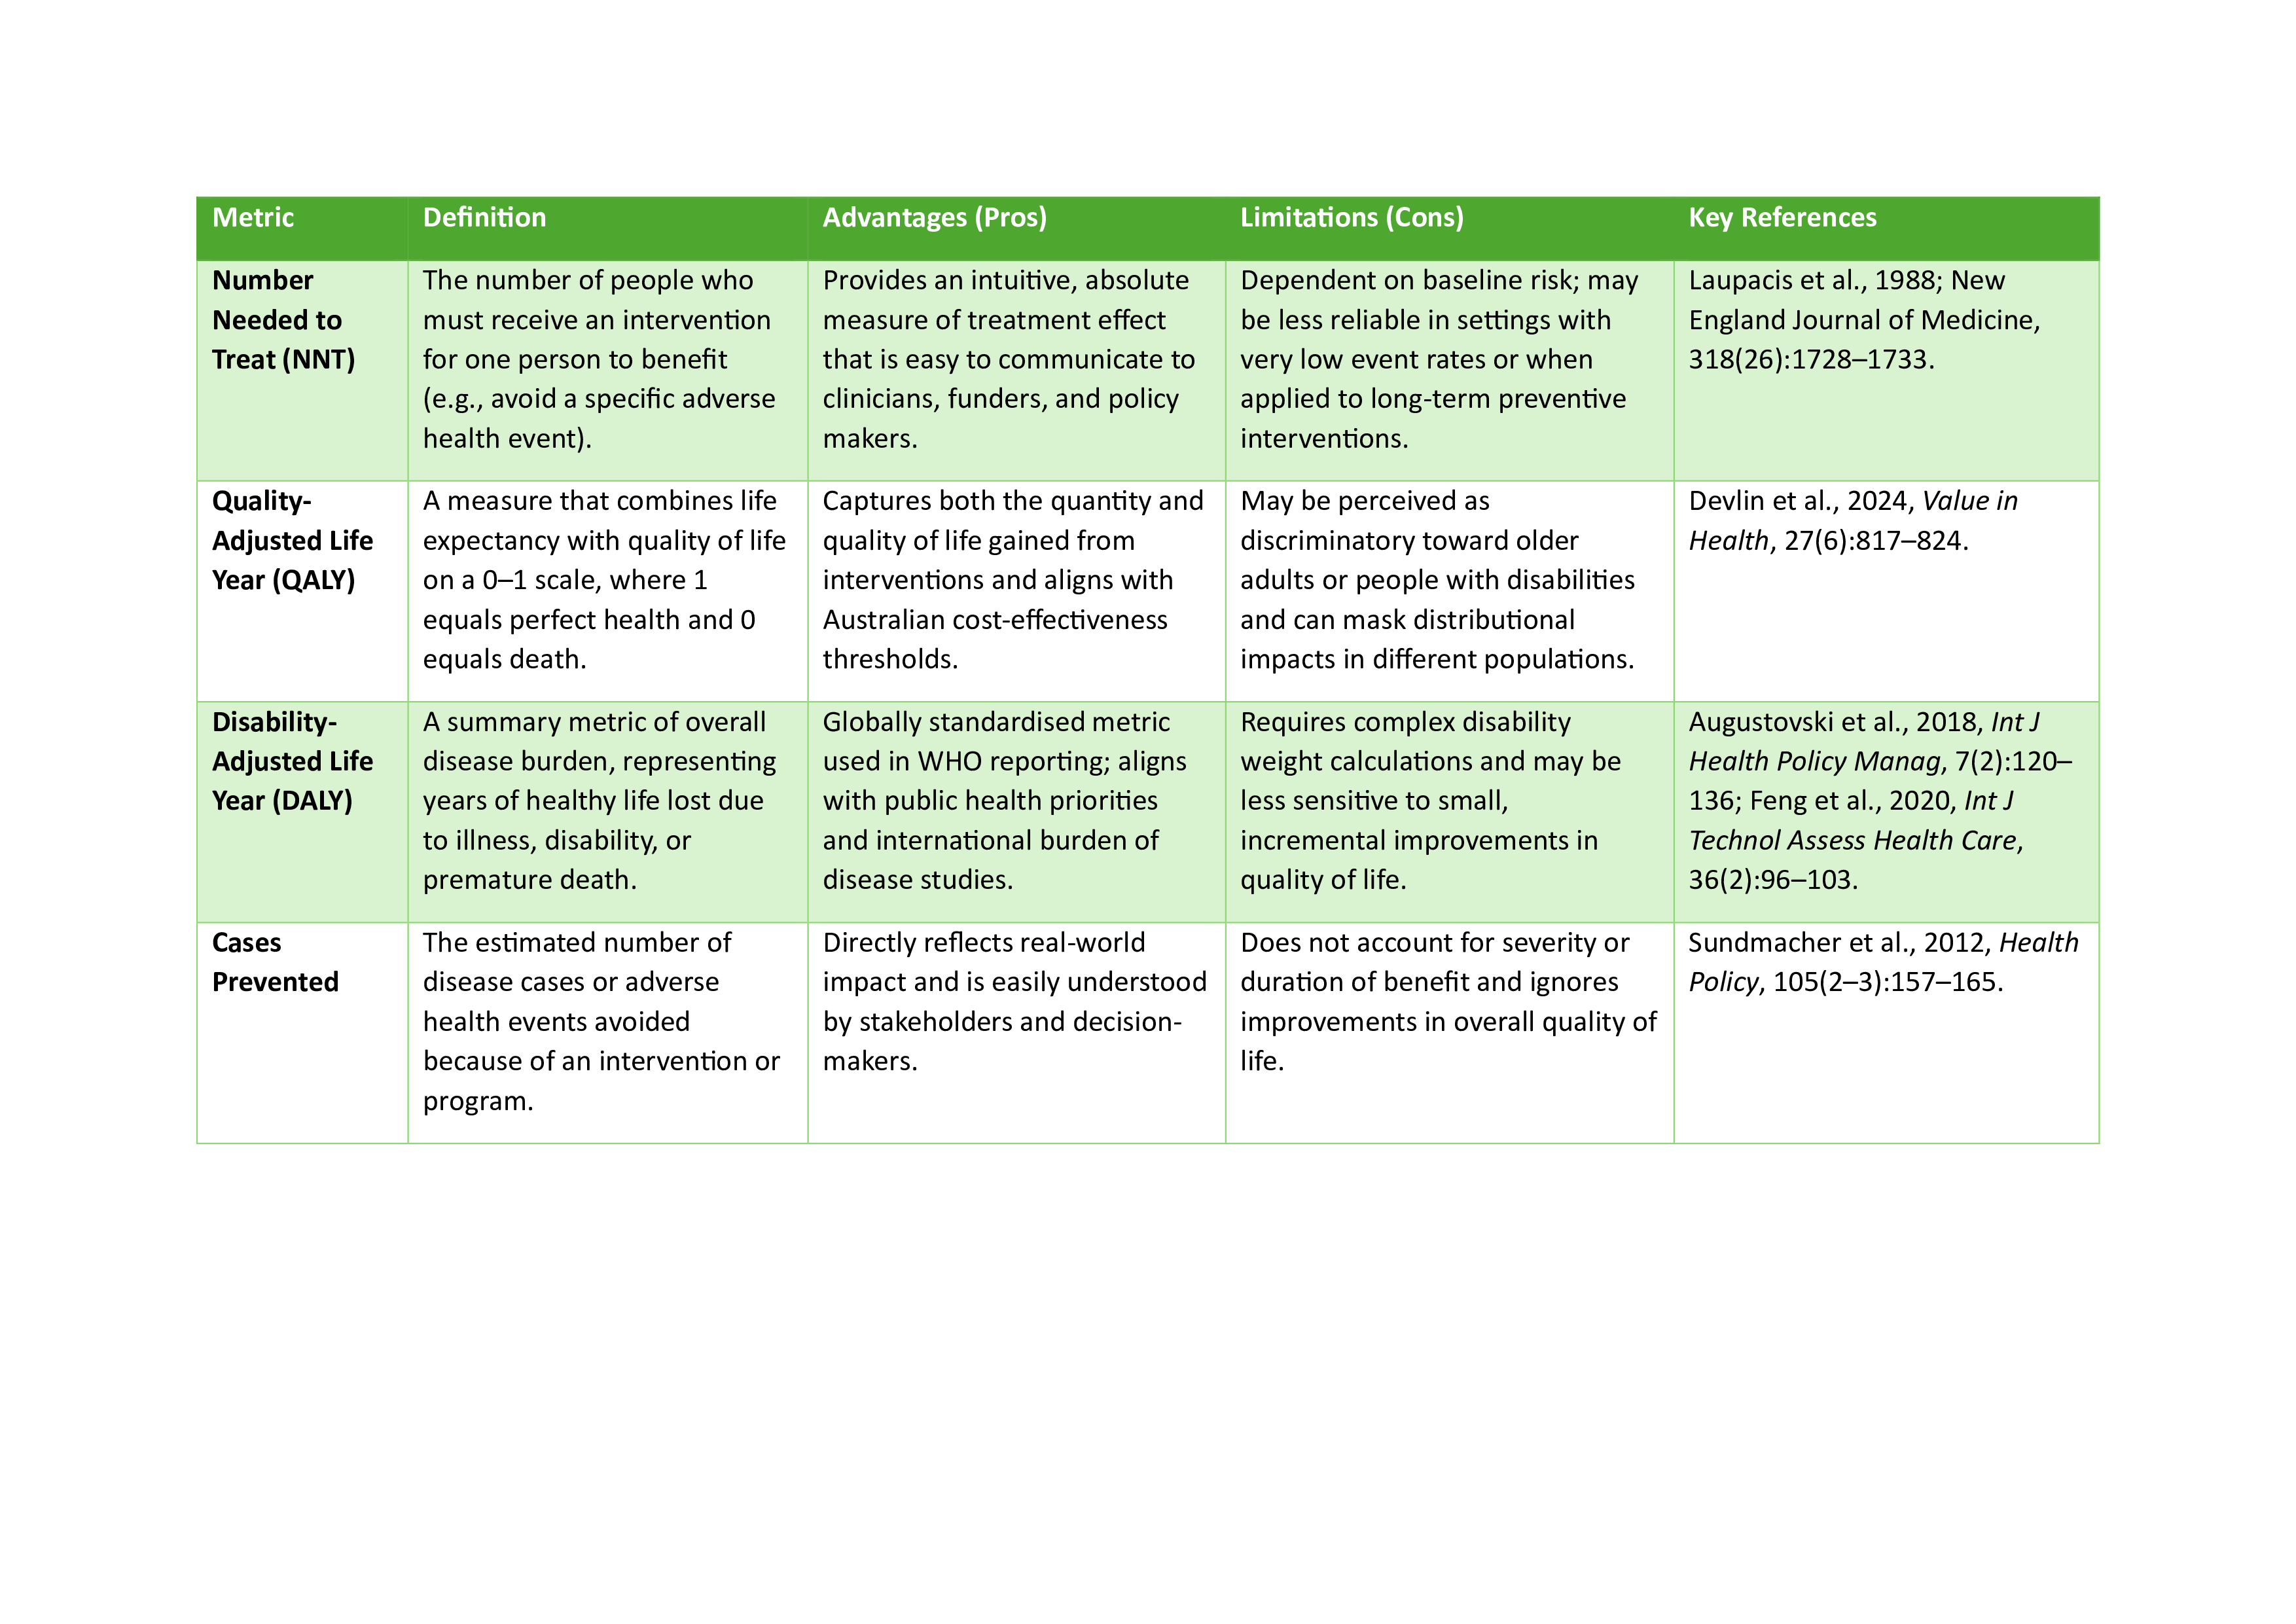 Metric
Definition
Advantages (Pros)
Limitations (Cons)
Key References
Number
Needed to
Treat (NNT)
The number of people who
must receive an intervention
for one person to benefit
(e.g., avoid a specific adverse
health event).
Provides an intuitive, absolute
measure of treatment effect
that is easy to communicate to
clinicians, funders, and policy
makers.
Dependent on baseline risk; may
be less reliable in settings with
very low event rates or when
applied to long-term preventive
interventions.
Laupacis et al., 1988; New
England Journal of Medicine,
318(26):1728–1733.
Quality-
Adjusted Life
Year (QALY)
A measure that combines life
expectancy with quality of life
on a 0–1 scale, where 1
equals perfect health and 0
equals death.
Captures both the quantity and
quality of life gained from
interventions and aligns with
Australian cost-effectiveness
thresholds.
May be perceived as
discriminatory toward older
adults or people with disabilities
and can mask distributional
impacts in different populations.
Devlin et al., 2024, Value in
Health, 27(6):817–824.
Disability-
Adjusted Life
Year (DALY)
A summary metric of overall
disease burden, representing
years of healthy life lost due
to illness, disability, or
premature death.
Globally standardised metric
used in WHO reporting; aligns
with public health priorities
and international burden of
disease studies.
Requires complex disability
weight calculations and may be
less sensitive to small,
incremental improvements in
quality of life.
Augustovski et al., 2018, Int J
Health Policy Manag, 7(2):120–
136; Feng et al., 2020, Int J
Technol Assess Health Care,
36(2):96–103.
Cases
Prevented
The estimated number of
disease cases or adverse
health events avoided
because of an intervention or
program.
Directly reflects real-world
impact and is easily understood
by stakeholders and decision-
makers.
Does not account for severity or
duration of benefit and ignores
improvements in overall quality of
life.
Sundmacher et al., 2012, Health
Policy, 105(2–3):157–165.